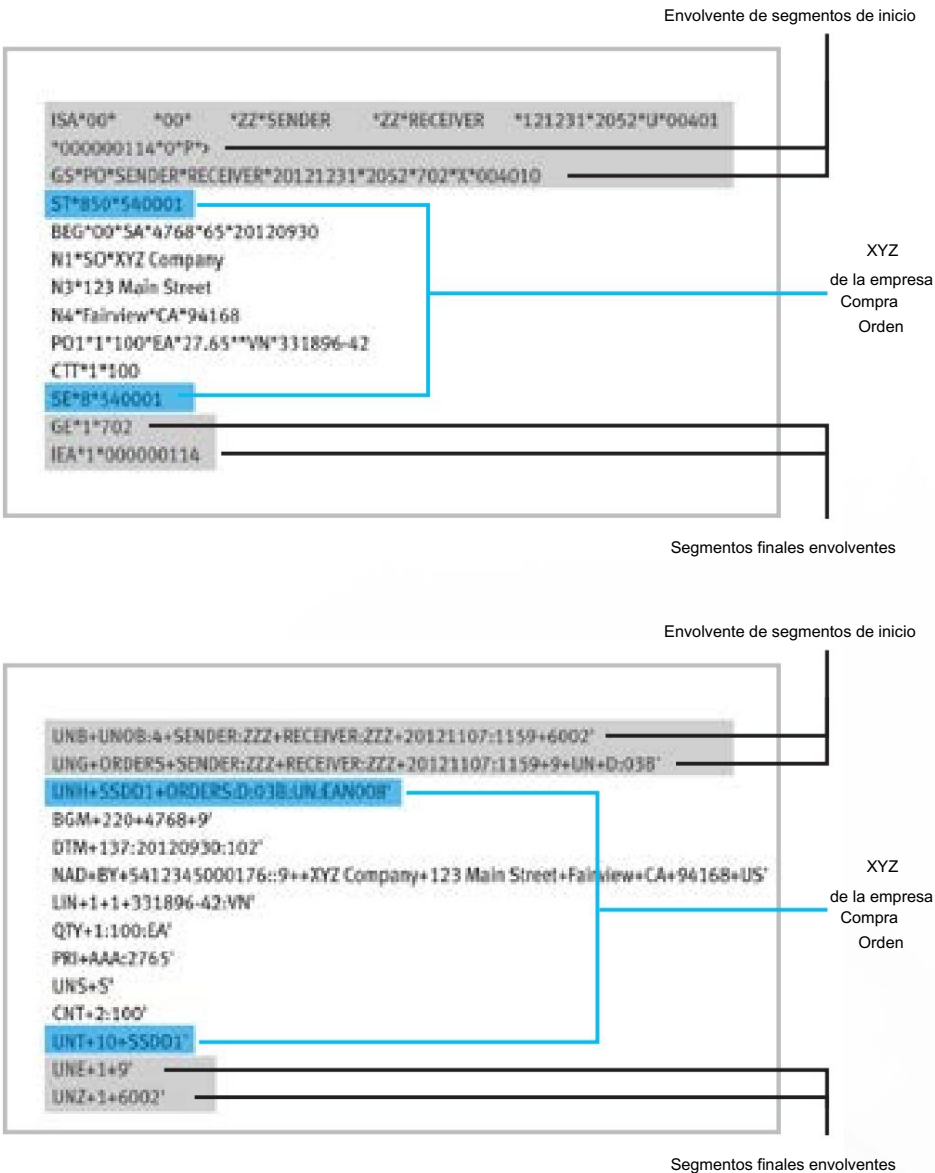 Envolvente de segmentos de inicio
ISA*00* *00* *ZZ*SENDER *ZZ*RECEIVER *121231*2052*U*00401
*000000114*0*P*>
GS*PO*SENDER*RECEIVER*20121231*2052*702*X*004010
ST*850*540001
BEG*00*SA*4768*65*20120930
N1*SO*XYZ Company
N3*123 Main Street
N4*Fairview*CA*94168
PO1*1*100*EA*27.65**VN*331896-42
CTT*1*100
SE*8*540001
GE*1*702
IEA*1*000000114
XYZ
de la empresa
Compra
Orden
Segmentos finales envolventes
Envolvente de segmentos de inicio
UNB+UNOB:4+SENDER:ZZZ+RECEIVER:ZZZ+20121107:1159+6002'
UNG+ORDERS+SENDER:ZZZ+RECEIVER:ZZZ+20121107:1159+9+UN+D:03B'
UNH+SSDD1+ORDERS:D:03B:UN:EAN008'
BGM+220+4768+9'
DTM+137:20120930:102'
NAD+BY+5412345000176::9++XYZ Company+123 Main Street+Fairview+CA+94168+US'
LIN+1+1+331896-42:VN'
QTY+1:100:EA'
PRI+AAA:2765'
UNS+S'
CNT+2:100'
UNT+10+SSDD1'
UNE+1+9'
UNZ+1+6002'
XYZ
de la empresa
Compra
Orden
Segmentos finales envolventes